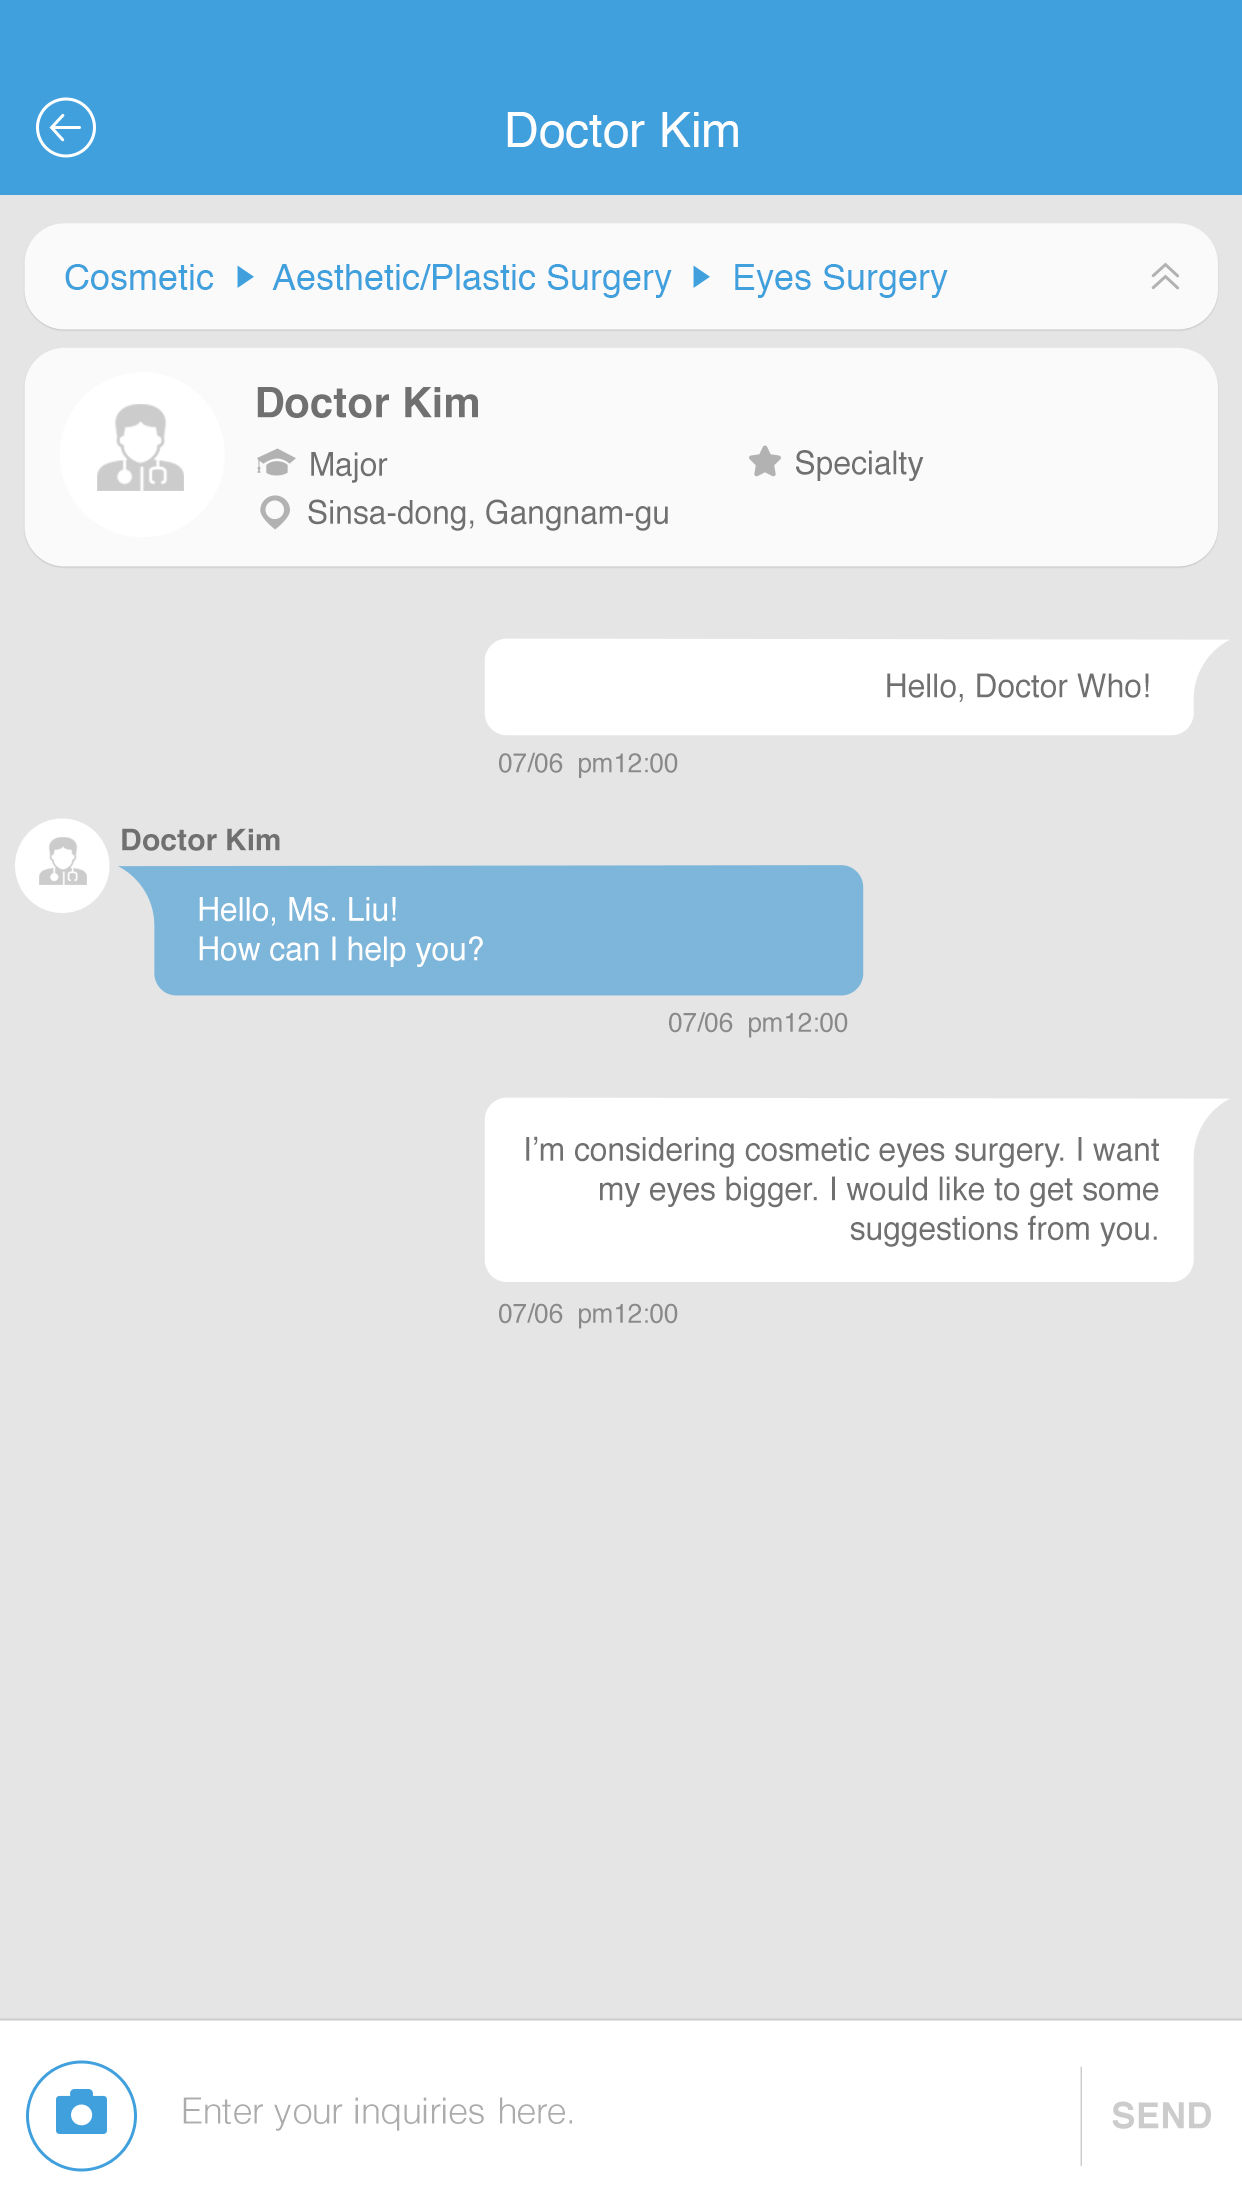 Doctor Kim
Cosmetic Aesthetic/Plastic Surgery Eyes Surgery
Doctor Kim
Major Specialty
Sinsa-dong, Gangnam-gu
Hello, Doctor Who!
07/06 pm12:00
Doctor Kim
Hello, Ms. Liu!
How can I help you?
07/06 pm12:00
I’m considering cosmetic eyes surgery. I want
my eyes bigger. I would like to get some
suggestions from you.
07/06 pm12:00
Enter your inquiries here. SEND